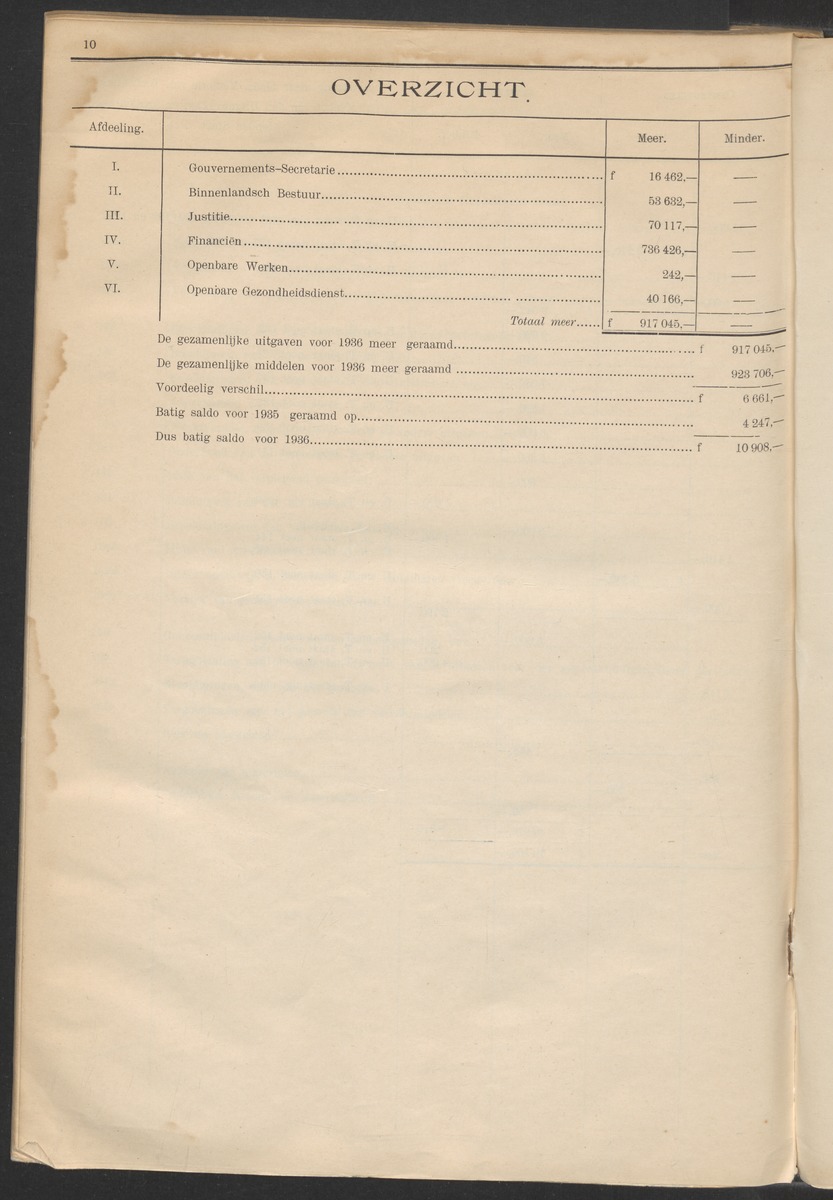 10
OVERZICHT.
Afdeeling. Meer. Minder.
I. Gouvernements-Secretarie f 16 462,— —
II. Binnenlandsch Bestuur 53 632,— —
III. Justitie 70 117,— —
IV. Financiën 736 426,— —
V. Openbare Werken 242,— —
VI. Openbare Gezondheidsdienst 40 166,— —
Totaal meer f 917 045,— —
De gezamenlijke uitgaven voor 1936 meer geraamd f 917 045,—
De gezamenlijke middelen voor 1936 meer geraamd 923 706,—
Voordeelig verschil f 6 661,—
Batig saldo voor 1935 geraamd op 4 247,—
Dus batig saldo voor 1936 f 10 908,—